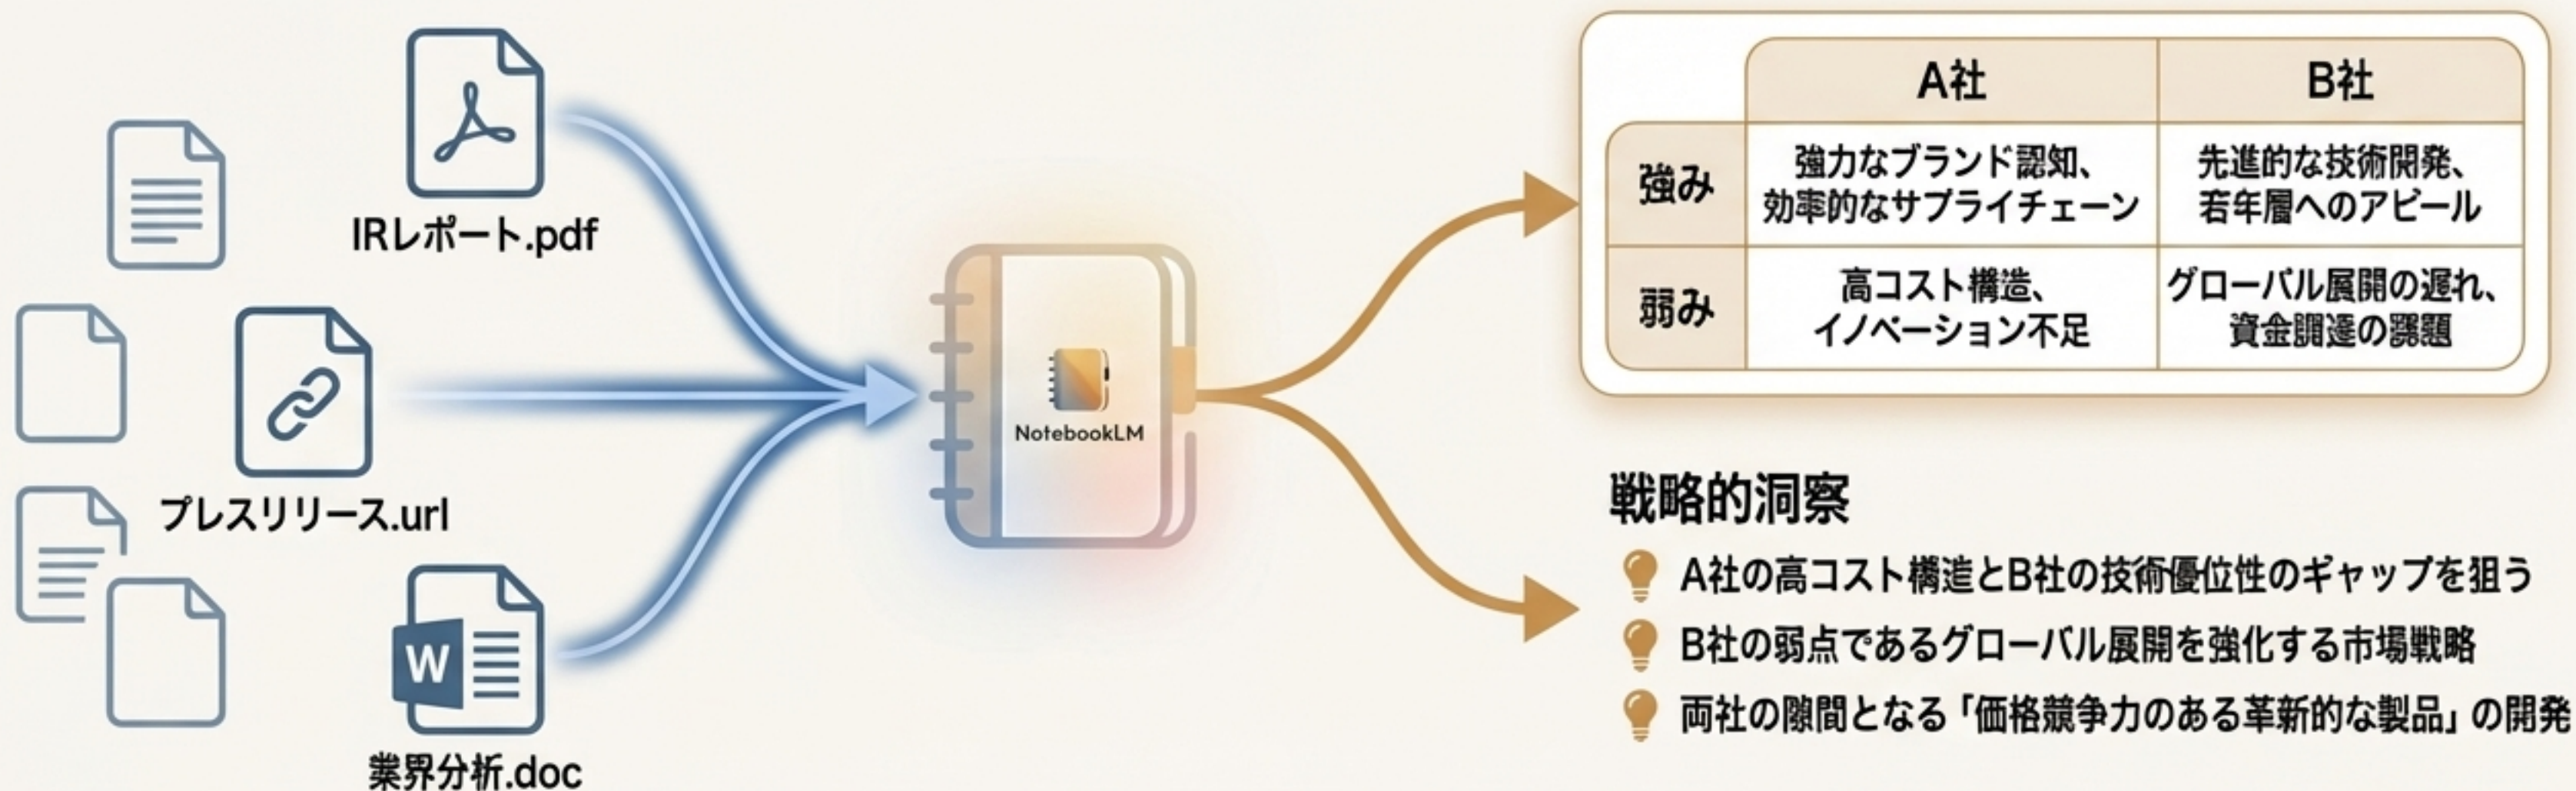 IRレポート.pdf
プレスリリース.url
W
業界分析.doc
NotebookLM
A社
B社
強み
強力なブランド認知、
効率的なサプライチェーン
先進的な技術開発、
若年層へのアピール
弱み
高コスト構造、
イノベーション不足
グローバル展開の遅れ、
資金調達の課題
戦略的洞察
A社の高コスト構造とB社の技術優位性のギャップを狙う
B社の弱点であるグローバル展開を強化する市場戦略
両社の隙間となる「価格競争力のある革新的な製品」の開発